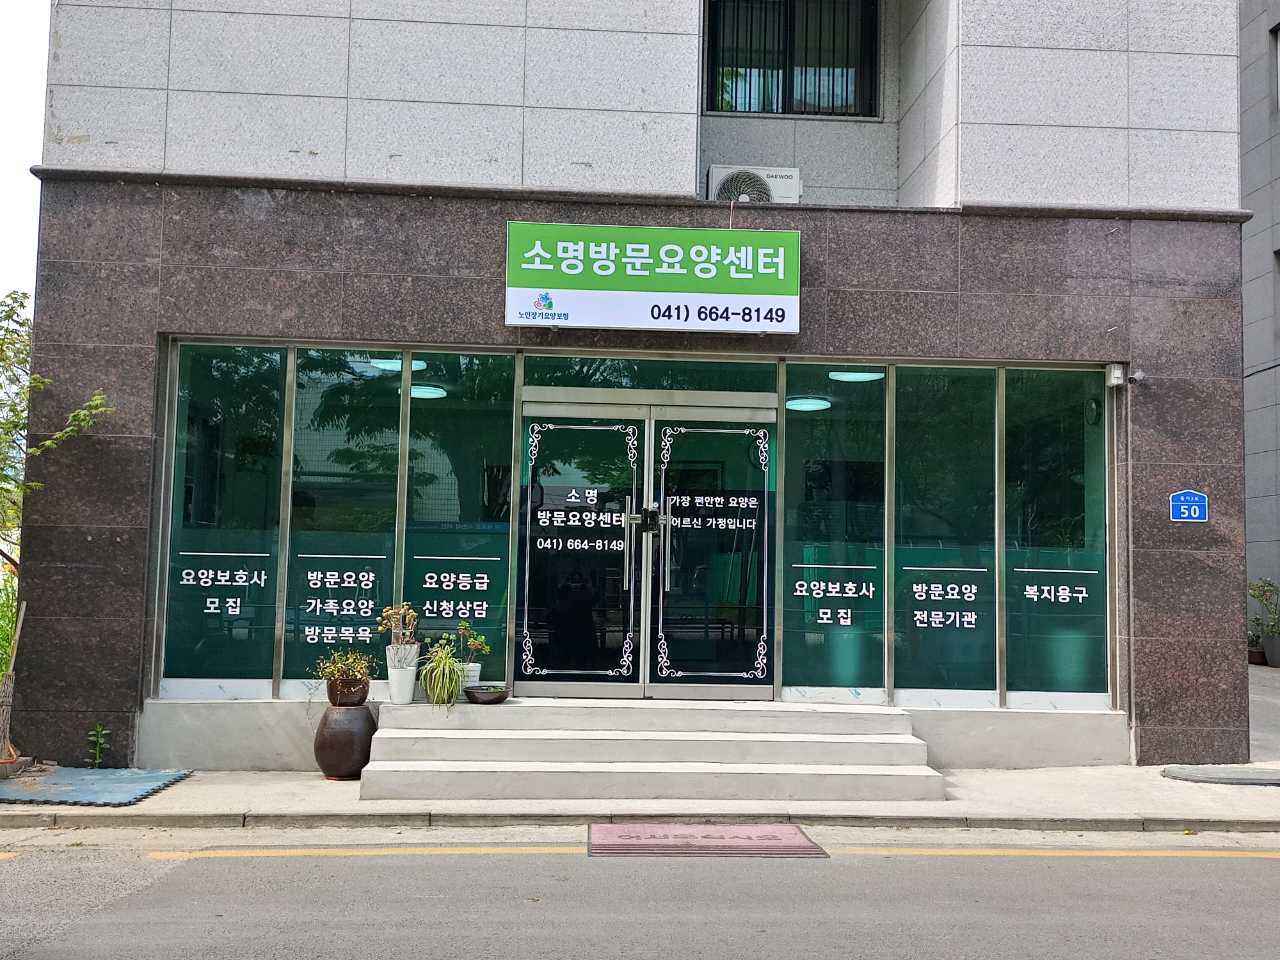 DAEWOO
소명방문요양센터
노인장기요양보험
041) 664-8149
소 명
방문요양센터
041) 664-8149
가장 편안한 요양은
어르신 가정입니다
요양보호사
모집
방문요양
가족요양
방문목욕
요양등급
신청상담
요양보호사
모집
방문요양
전문기관
복지용구
50